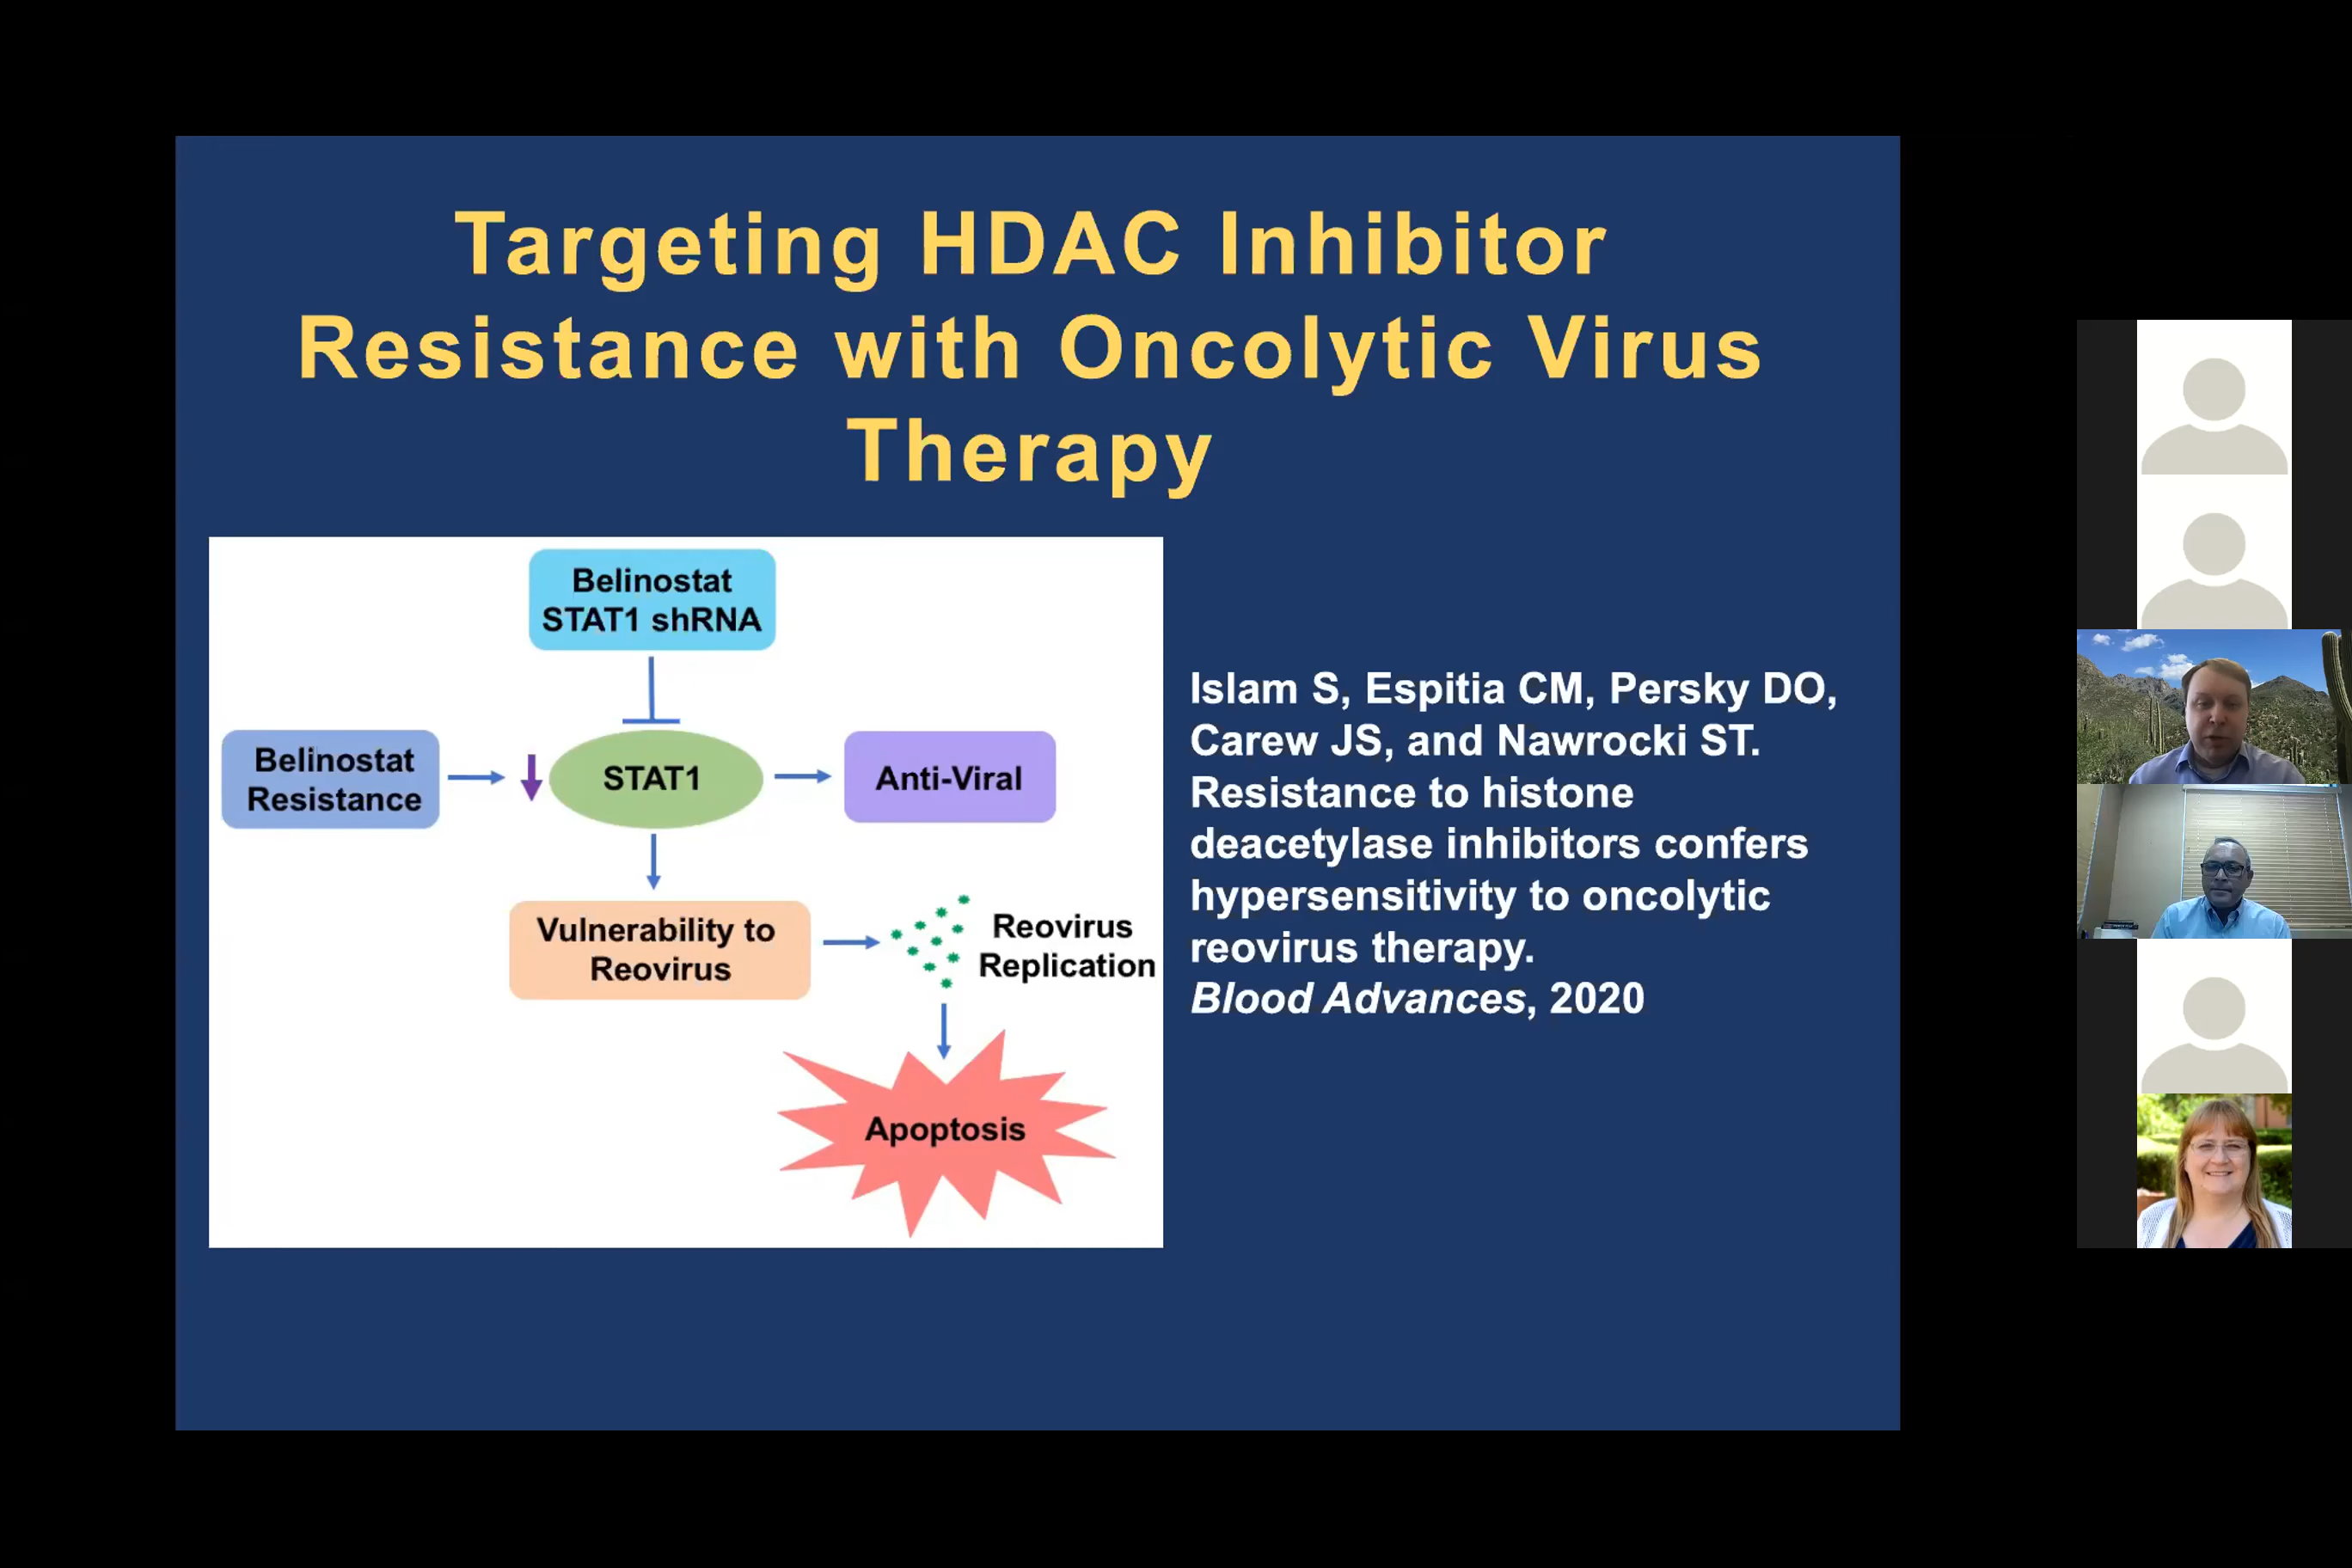 Targeting HDAC Inhibitor
Resistance with Oncolytic Virus
Therapy
Belinostat
STAT1 shRNA
Belinostat
Resistance
STAT1
Anti-Viral
Vulnerability to
Reovirus
Reovirus
Replication
Apoptosis
Islam S, Espitia CM, Persky DO,
Carew JS, and Nawrocki ST.
Resistance to histone
deacetylase inhibitors confers
hypersensitivity to oncolytic
reovirus therapy.
Blood Advances, 2020